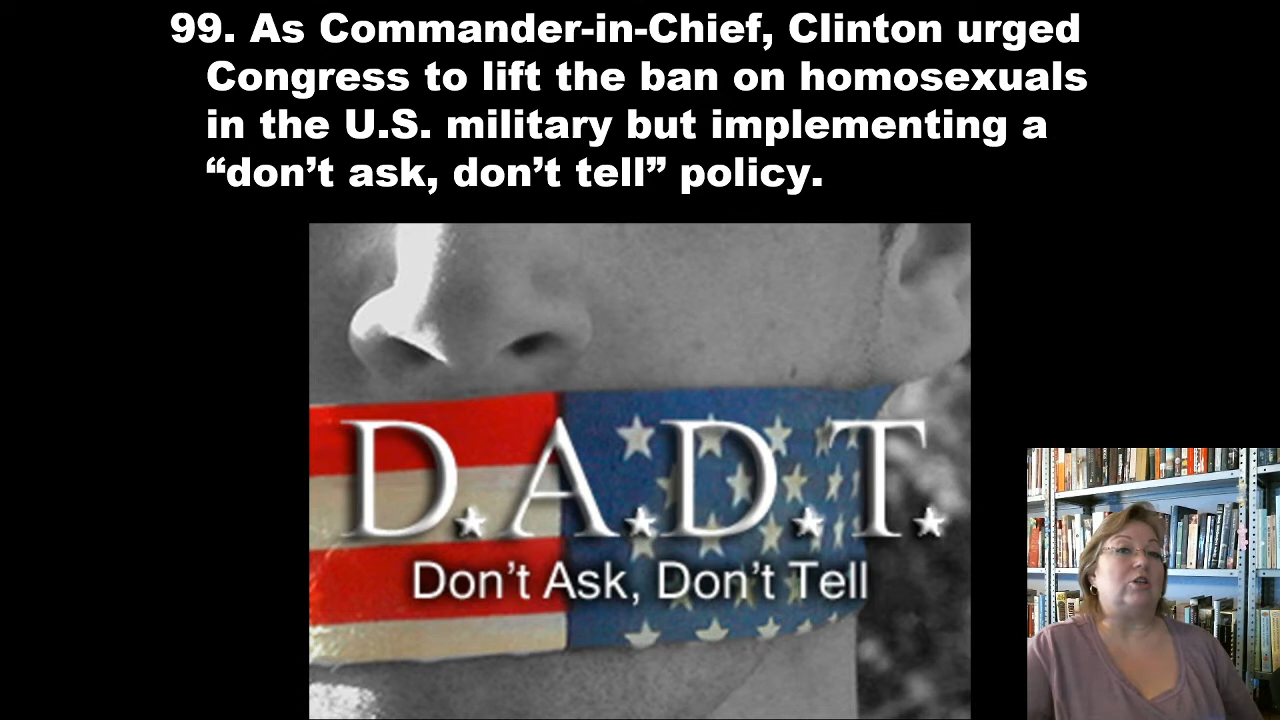 99. As Commander-in-Chief, Clinton urged
Congress to lift the ban on homosexuals
in the U.S. military but implementing a
“don’t ask, don’t tell” policy.
D.A.D.T.
Don’t Ask, Don’t Tell